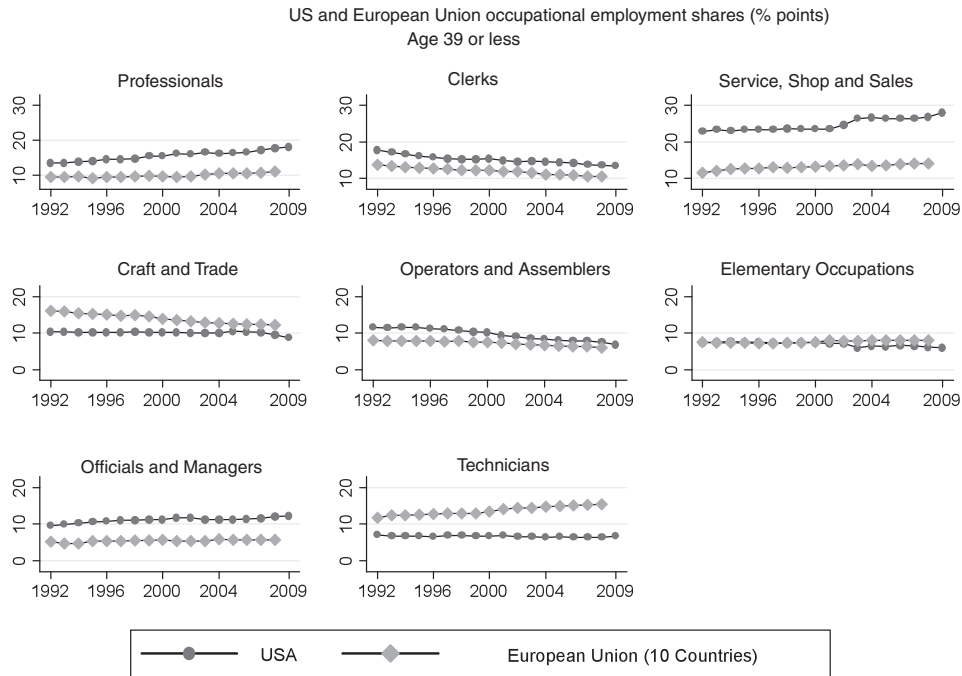 US and European Union occupational employment shares (% points)
Age 39 or less
Professionals
30
20
10
1992 1996 2000 2004 2009
Clerks
30
20
10
1992 1996 2000 2004 2009
Service, Shop and Sales
30
20
10
1992 1996 2000 2004 2009
Craft and Trade
20
10
0
1992 1996 2000 2004 2009
Operators and Assemblers
20
10
0
1992 1996 2000 2004 2009
Elementary Occupations
20
10
0
1992 1996 2000 2004 2009
Officials and Managers
20
10
0
1992 1996 2000 2004 2009
Technicians
20
10
0
1992 1996 2000 2004 2009
USA
European Union (10 Countries)